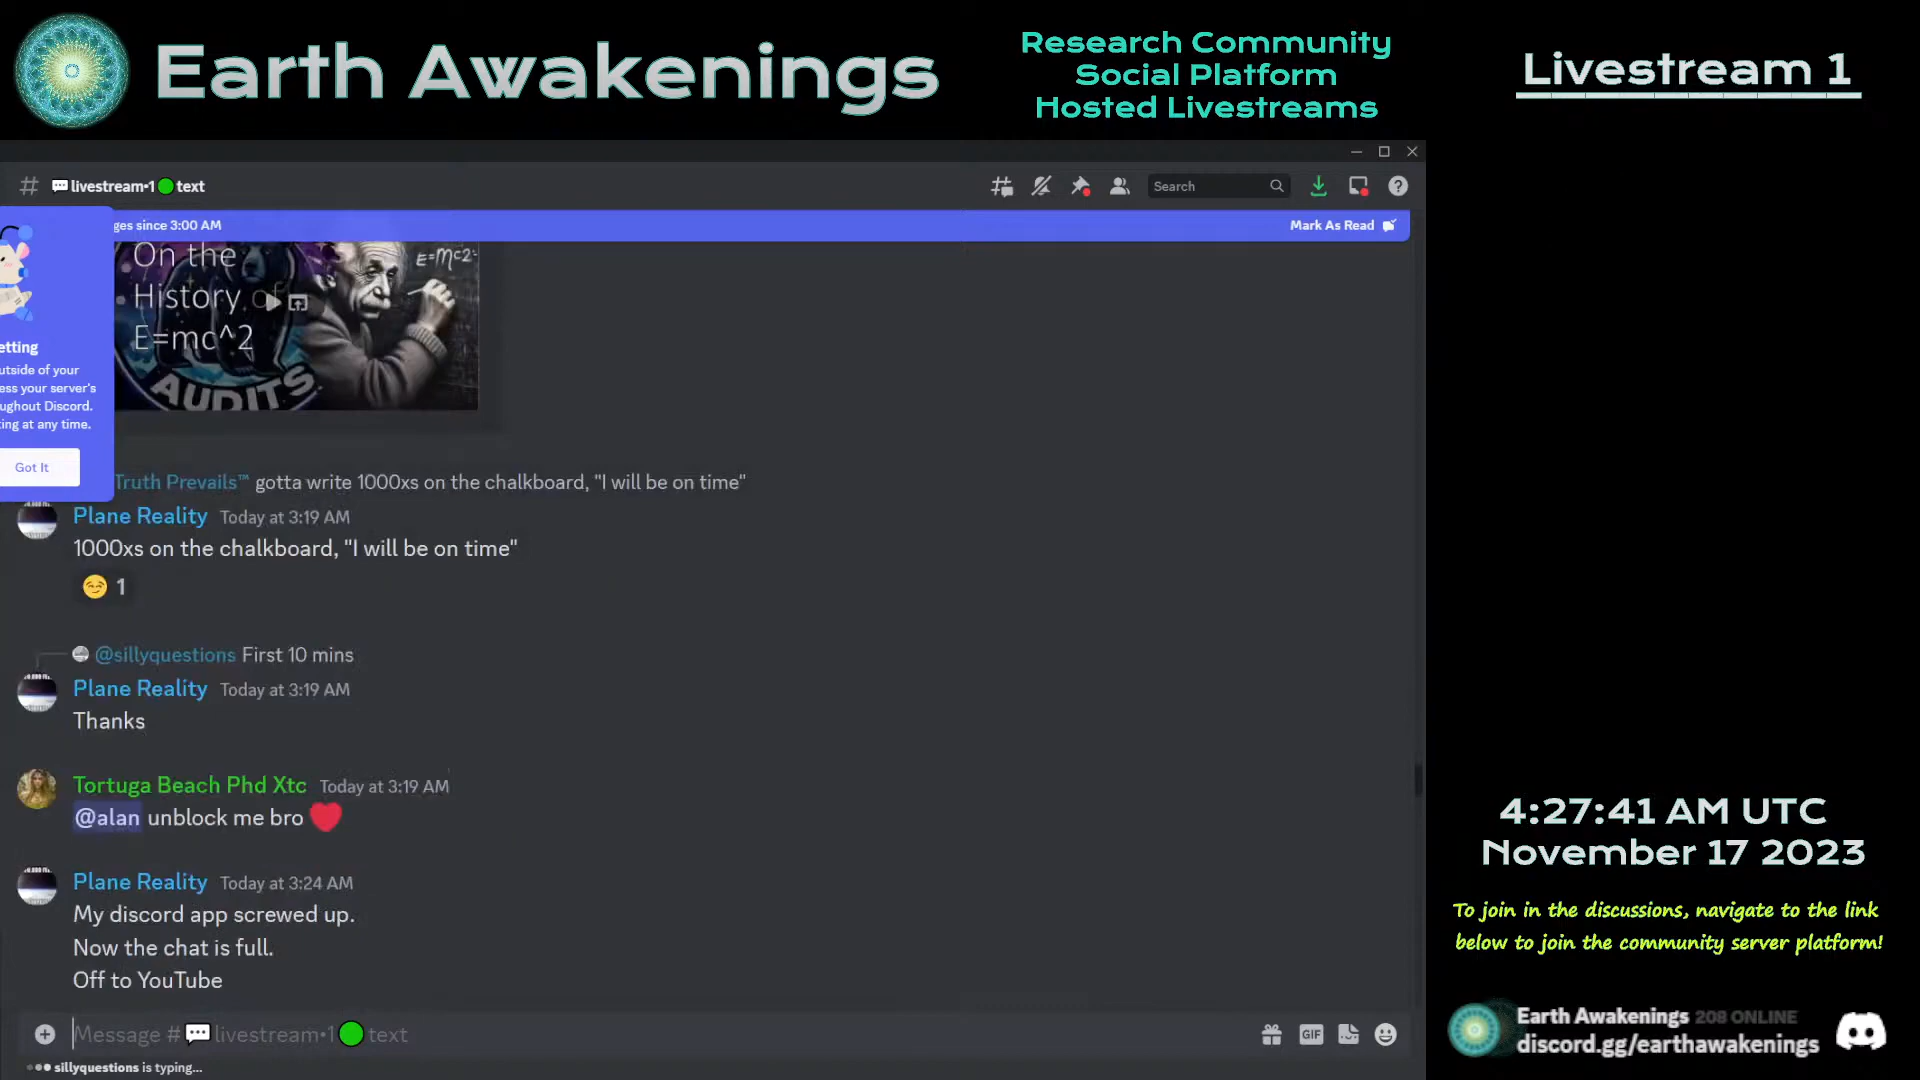 Earth Awakenings
Research Community
Social Platform
Hosted Livestreams
Livestream 1
# livestream•1 text
Search
ges since 3:00 AM
Mark As Read
On the
History of
E=mc^2
E=mc²
AUDITS
etting
utside of your
ess your server's
ughout Discord.
king at any time.
Got It
Truth Prevails™ gotta write 1000xs on the chalkboard, "I will be on time"
Plane Reality Today at 3:19 AM
1000xs on the chalkboard, "I will be on time"
1
@sillyquestions First 10 mins
Plane Reality Today at 3:19 AM
Thanks
Tortuga Beach Phd Xtc Today at 3:19 AM
@alan unblock me bro
Plane Reality Today at 3:24 AM
My discord app screwed up.
Now the chat is full.
Off to YouTube
Message # livestream•1 text
GIF
sillyquestions is typing...
4:27:41 AM UTC
November 17 2023
To join in the discussions, navigate to the link
below to join the community server platform!
Earth Awakenings 208 ONLINE
discord.gg/earthawakenings